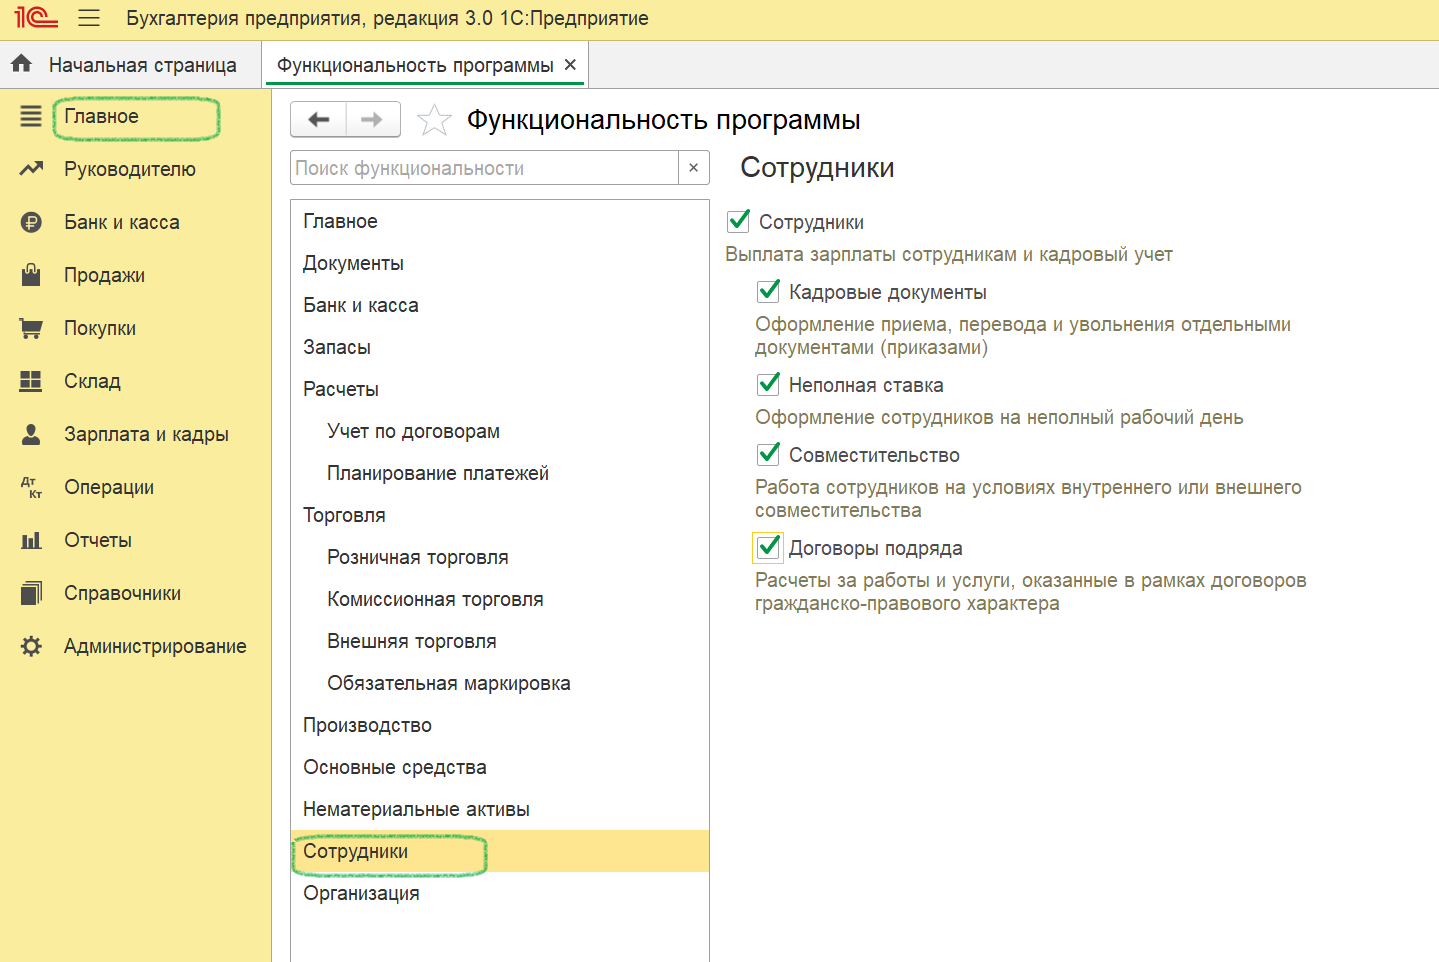 1С Бухгалтерия предприятия, редакция 3.0 1С:Предприятие
Начальная страница
Функциональность программы
Главное
Руководителю
Банк и касса
Продажи
Покупки
Склад
Зарплата и кадры
Дт Кт Операции
Отчеты
Справочники
Администрирование
Функциональность программы
Поиск функциональности
Главное
Документы
Банк и касса
Запасы
Расчеты
Учет по договорам
Планирование платежей
Торговля
Розничная торговля
Комиссионная торговля
Внешняя торговля
Обязательная маркировка
Производство
Основные средства
Нематериальные активы
Сотрудники
Организация
Сотрудники
Сотрудники
Выплата зарплаты сотрудникам и кадровый учет
Кадровые документы
Оформление приема, перевода и увольнения отдельными
документами (приказами)
Неполная ставка
Оформление сотрудников на неполный рабочий день
Совместительство
Работа сотрудников на условиях внутреннего или внешнего
совместительства
Договоры подряда
Расчеты за работы и услуги, оказанные в рамках договоров
гражданско-правового характера